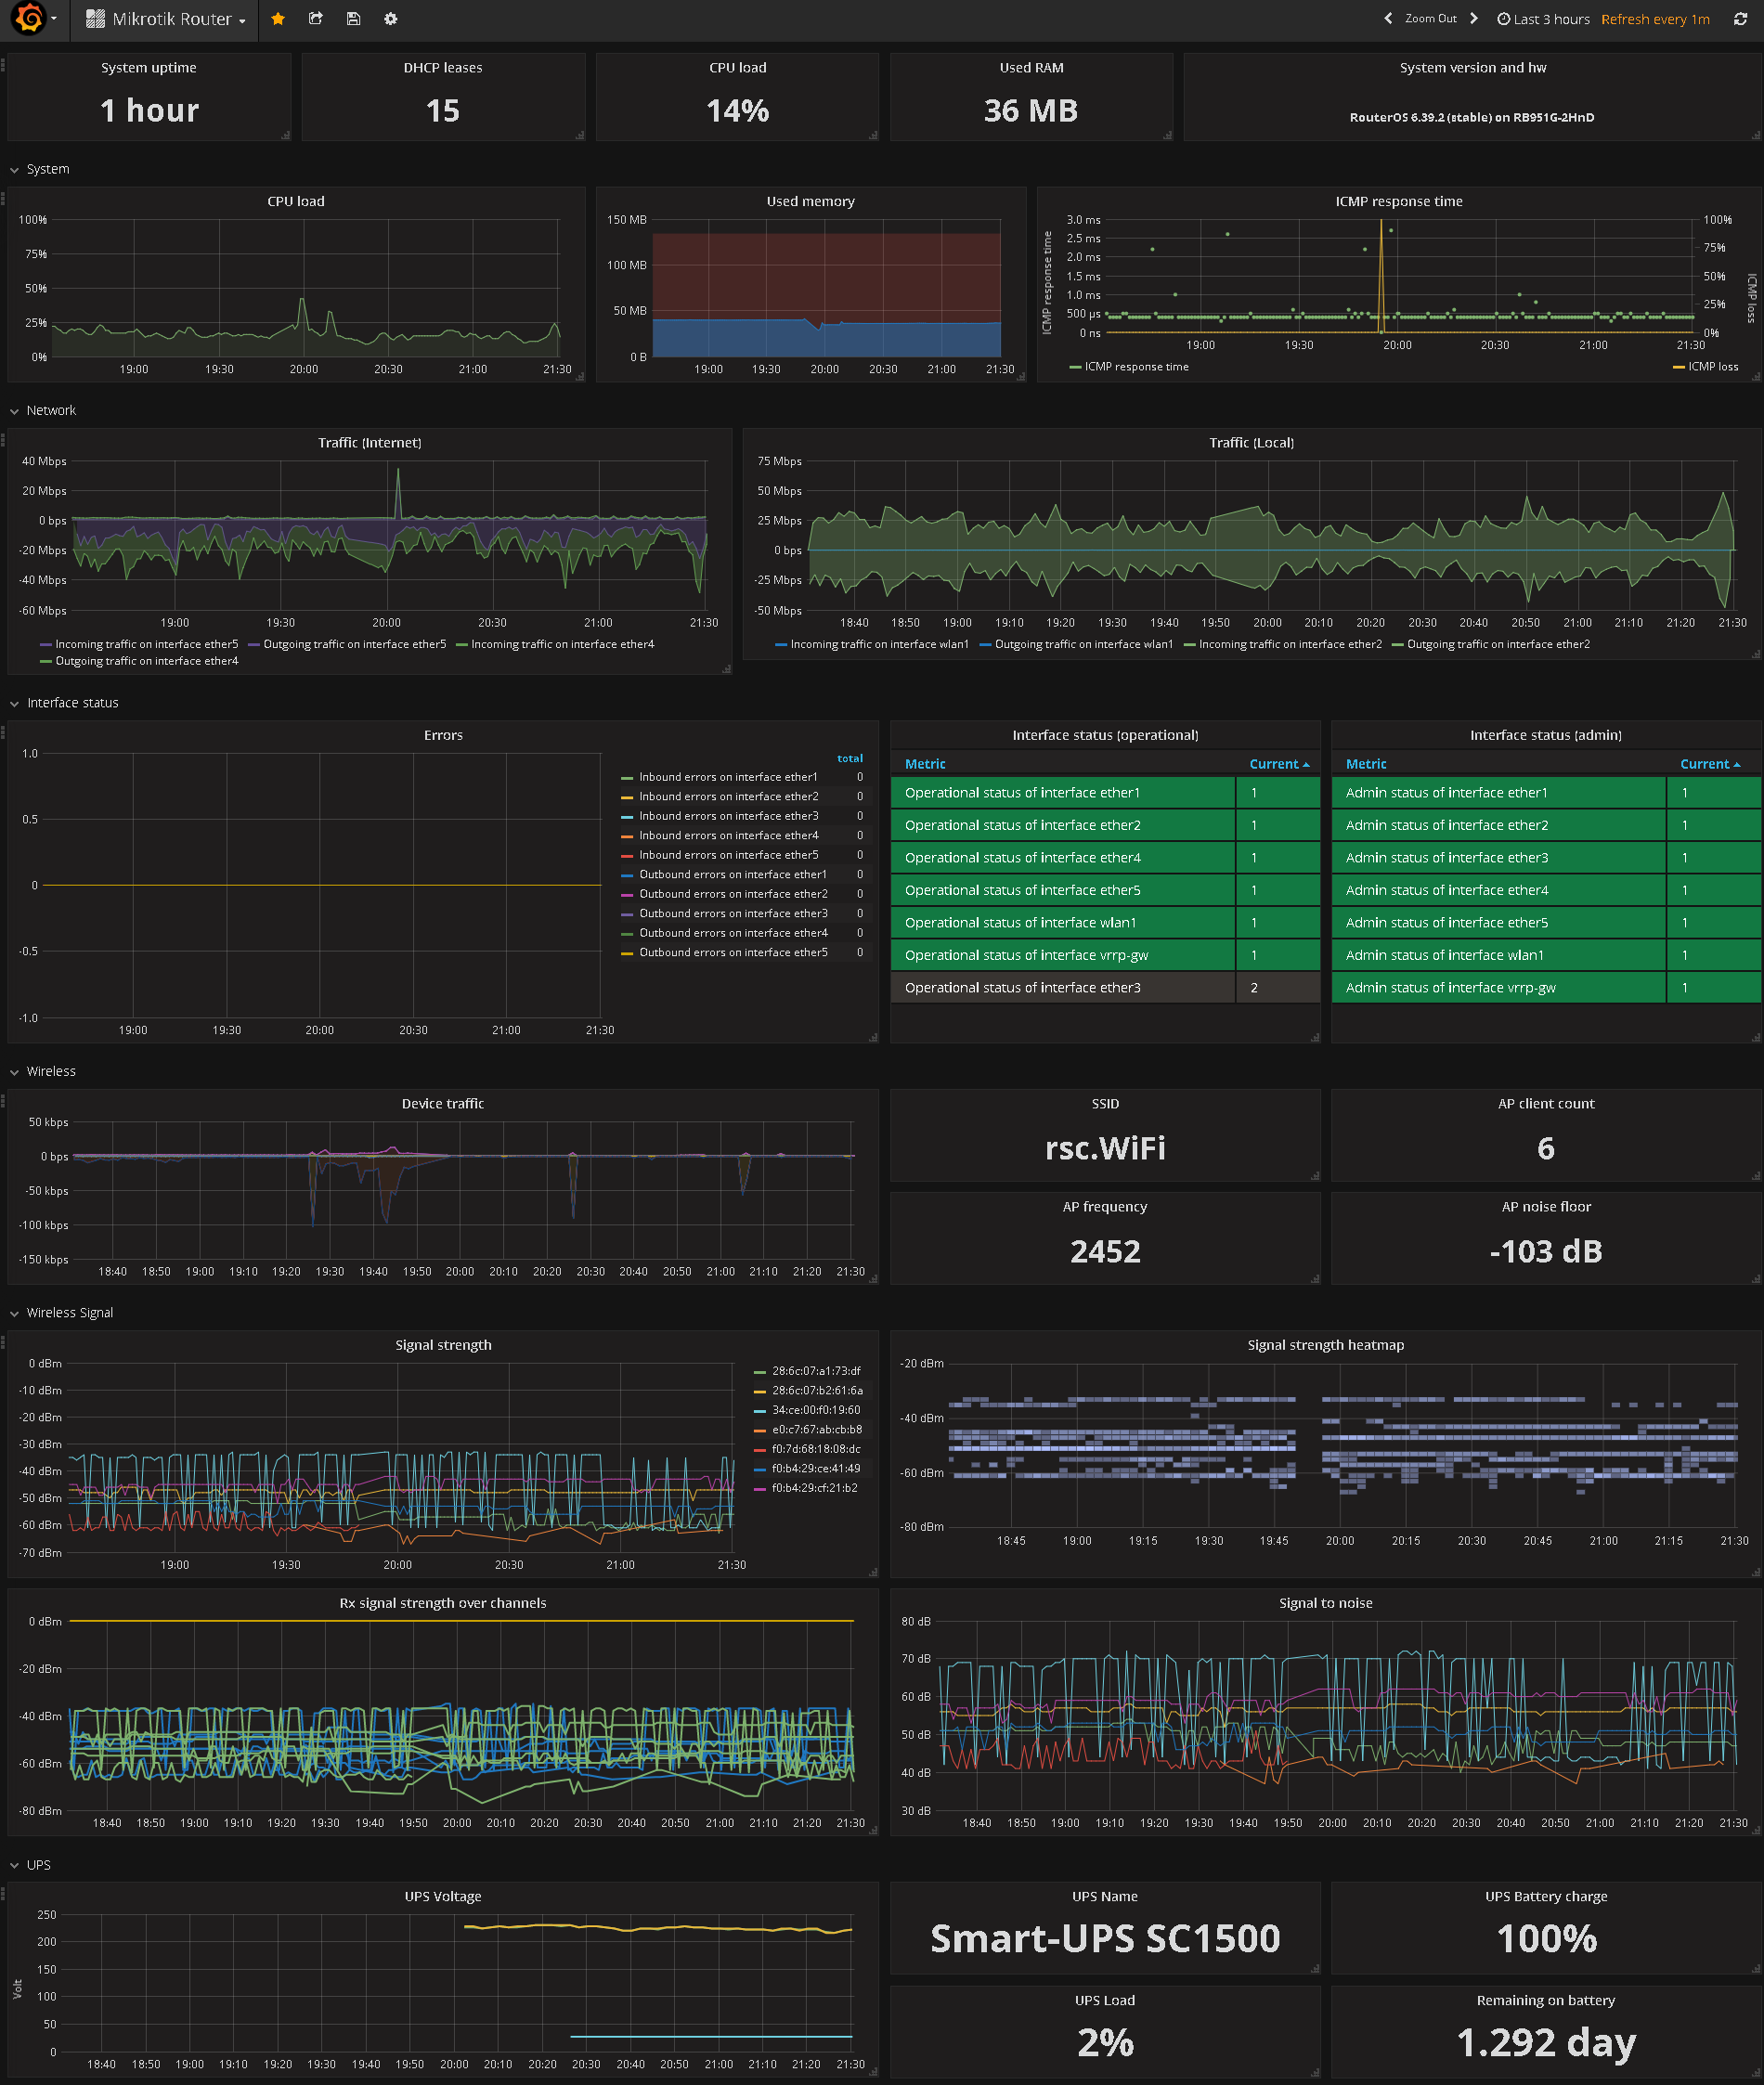 Mikrotik Router
Zoom Out
Last 3 hours
Refresh every 1m
System uptime
1 hour
DHCP leases
15
CPU load
14%
Used RAM
36 MB
System version and hw
RouterOS 6.39.2 (stable) on RB951G-2HnD
System
CPU load
100%
75%
50%
25%
0%
19:00 19:30 20:00 20:30 21:00 21:30
Used memory
150 MB
100 MB
50 MB
0 B
19:00 19:30 20:00 20:30 21:00 21:30
ICMP response time
ICMP response time
3.0 ms
2.5 ms
2.0 ms
1.5 ms
1.0 ms
500 µs
0 ns
100%
75%
50%
25%
0%
ICMP loss
19:00 19:30 20:00 20:30 21:00 21:30
ICMP response time
ICMP loss
Network
Traffic (Internet)
40 Mbps
20 Mbps
0 bps
-20 Mbps
-40 Mbps
-60 Mbps
19:00 19:30 20:00 20:30 21:00 21:30
Incoming traffic on interface ether5 Outgoing traffic on interface ether5 Incoming traffic on interface ether4
Outgoing traffic on interface ether4
Traffic (Local)
75 Mbps
50 Mbps
25 Mbps
0 bps
-25 Mbps
-50 Mbps
18:40 18:50 19:00 19:10 19:20 19:30 19:40 19:50 20:00 20:10 20:20 20:30 20:40 20:50 21:00 21:10 21:20 21:30
Incoming traffic on interface wlan1 Outgoing traffic on interface wlan1 Incoming traffic on interface ether2 Outgoing traffic on interface ether2
Interface status
Errors
1.0
0.5
0
-0.5
-1.0
19:00 19:30 20:00 20:30 21:00 21:30
total
Inbound errors on interface ether1 0
Inbound errors on interface ether2 0
Inbound errors on interface ether3 0
Inbound errors on interface ether4 0
Inbound errors on interface ether5 0
Outbound errors on interface ether1 0
Outbound errors on interface ether2 0
Outbound errors on interface ether3 0
Outbound errors on interface ether4 0
Outbound errors on interface ether5 0
Interface status (operational)
Metric Current
Operational status of interface ether1 1
Operational status of interface ether2 1
Operational status of interface ether4 1
Operational status of interface ether5 1
Operational status of interface wlan1 1
Operational status of interface vrrp-gw 1
Operational status of interface ether3 2
Interface status (admin)
Metric Current
Admin status of interface ether1 1
Admin status of interface ether2 1
Admin status of interface ether3 1
Admin status of interface ether4 1
Admin status of interface ether5 1
Admin status of interface wlan1 1
Admin status of interface vrrp-gw 1
Wireless
Device traffic
50 kbps
0 bps
-50 kbps
-100 kbps
-150 kbps
18:40 18:50 19:00 19:10 19:20 19:30 19:40 19:50 20:00 20:10 20:20 20:30 20:40 20:50 21:00 21:10 21:20 21:30
SSID
rsc.WiFi
AP client count
6
AP frequency
2452
AP noise floor
-103 dB
Wireless Signal
Signal strength
0 dBm
-10 dBm
-20 dBm
-30 dBm
-40 dBm
-50 dBm
-60 dBm
-70 dBm
19:00 19:30 20:00 20:30 21:00 21:30
28:6c:07:a1:73:df
28:6c:07:b2:61:6a
34:ce:00:f0:19:60
e0:c7:67:ab:cb:b8
f0:7d:68:18:08:dc
f0:b4:29:ce:41:49
f0:b4:29:cf:21:b2
Signal strength heatmap
-20 dBm
-40 dBm
-60 dBm
-80 dBm
18:45 19:00 19:15 19:30 19:45 20:00 20:15 20:30 20:45 21:00 21:15 21:30
Rx signal strength over channels
0 dBm
-20 dBm
-40 dBm
-60 dBm
-80 dBm
18:40 18:50 19:00 19:10 19:20 19:30 19:40 19:50 20:00 20:10 20:20 20:30 20:40 20:50 21:00 21:10 21:20 21:30
Signal to noise
80 dB
70 dB
60 dB
50 dB
40 dB
30 dB
18:40 18:50 19:00 19:10 19:20 19:30 19:40 19:50 20:00 20:10 20:20 20:30 20:40 20:50 21:00 21:10 21:20 21:30
UPS
UPS Voltage
Volt
250
200
150
100
50
0
18:40 18:50 19:00 19:10 19:20 19:30 19:40 19:50 20:00 20:10 20:20 20:30 20:40 20:50 21:00 21:10 21:20 21:30
UPS Name
Smart-UPS SC1500
UPS Battery charge
100%
UPS Load
2%
Remaining on battery
1.292 day